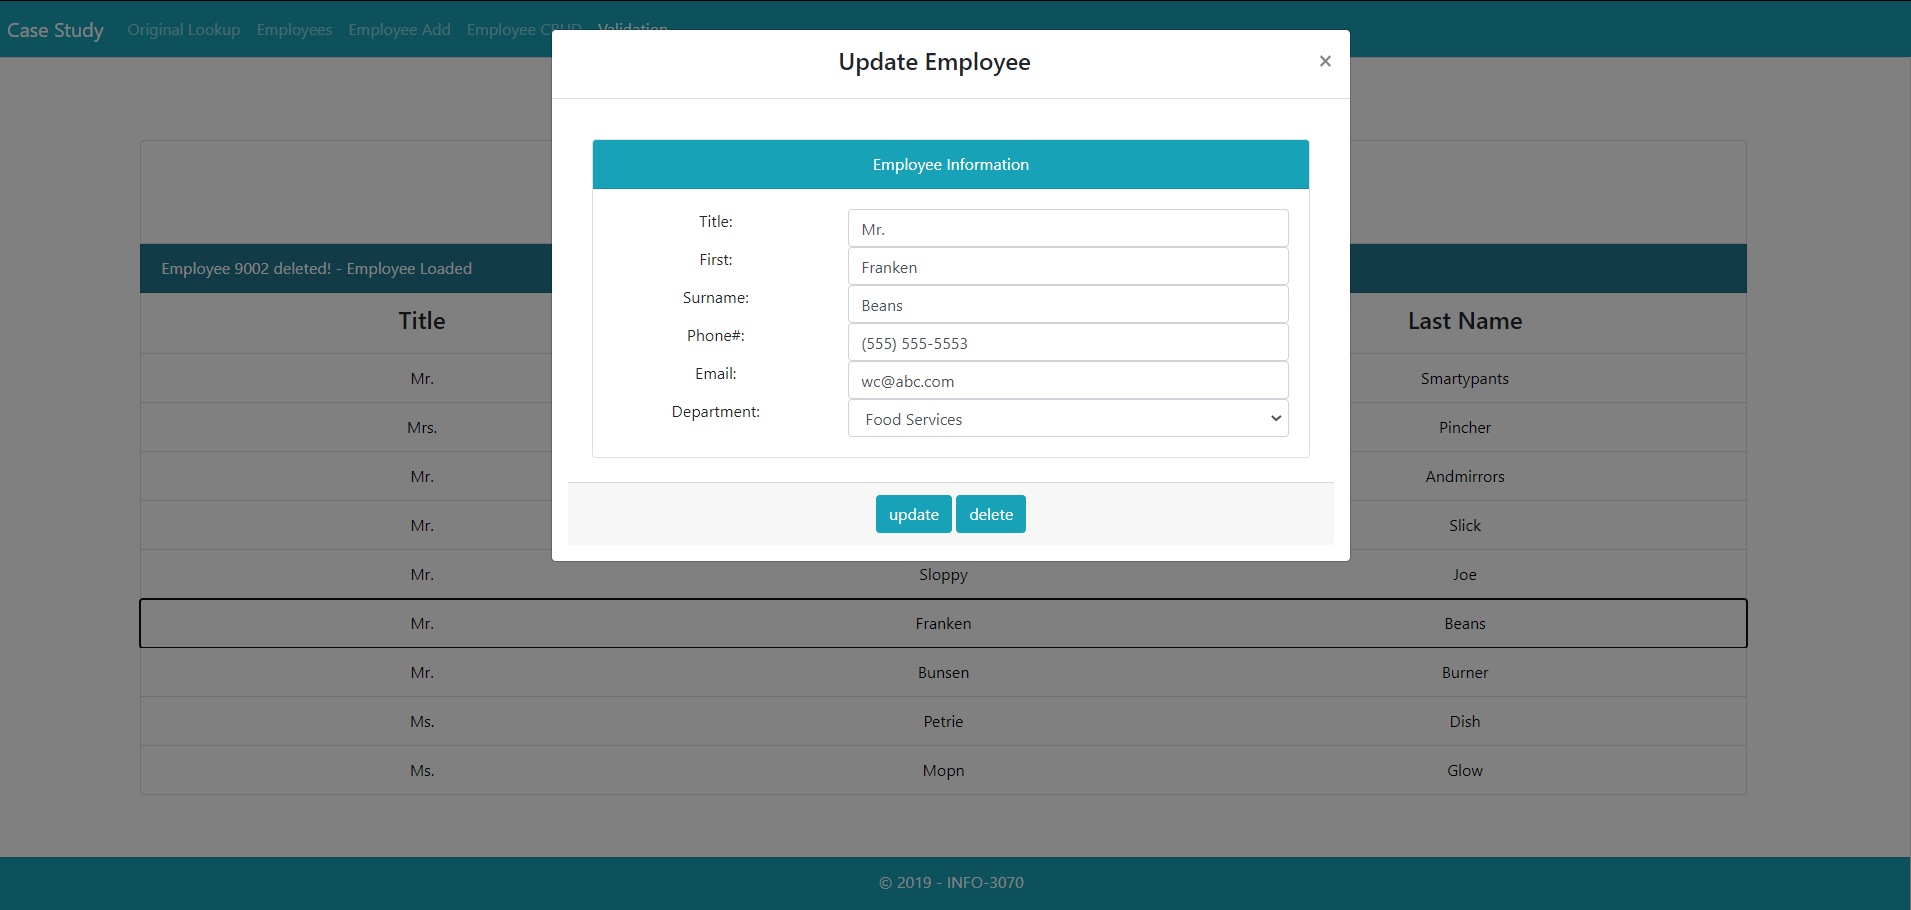 Case Study Original Lookup Employees Employee Add Employee CRUD Validation
Update Employee ×
Employee Information
Title: Mr.
First: Franken
Surname: Beans
Phone#: (555) 555-5553
Email: wc@abc.com
Department: Food Services
update delete
Employee 9002 deleted! - Employee Loaded
Title Last Name
Mr. Smartypants
Mrs. Pincher
Mr. Andmirrors
Mr. Slick
Mr. Sloppy Joe
Mr. Franken Beans
Mr. Bunsen Burner
Ms. Petrie Dish
Ms. Mopn Glow
© 2019 - INFO-3070